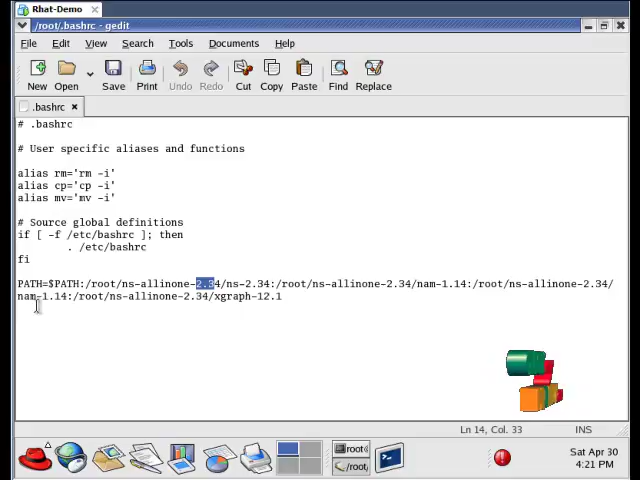 Rhat-Demo
/root/.bashrc - gedit
File Edit View Search Tools Documents Help
New Open Save Print Undo Redo Cut Copy Paste Find Replace
.bashrc
# .bashrc
# User specific aliases and functions
alias rm='rm -i'
alias cp='cp -i'
alias mv='mv -i'
# Source global definitions
if [ -f /etc/bashrc ]; then
. /etc/bashrc
fi
PATH=$PATH:/root/ns-allinone-2.34/ns-2.34:/root/ns-allinone-2.34/nam-1.14:/root/ns-allinone-2.34/
nam-1.14:/root/ns-allinone-2.34/xgraph-12.1
Ln 14, Col. 33 INS
root(
/root/
Sat Apr 30
4:21 PM